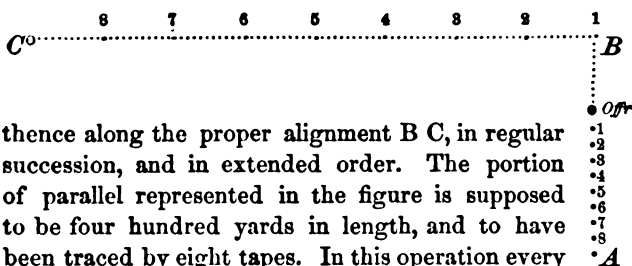 8 7 6 5 4 3 2 1
C B
Offr
thence along the proper alignment B C, in regular
succession, and in extended order. The portion
of parallel represented in the figure is supposed
to be four hundred yards in length, and to have
been traced by eight tapes. In this operation every
1
2
3
4
5
6
7
8
A